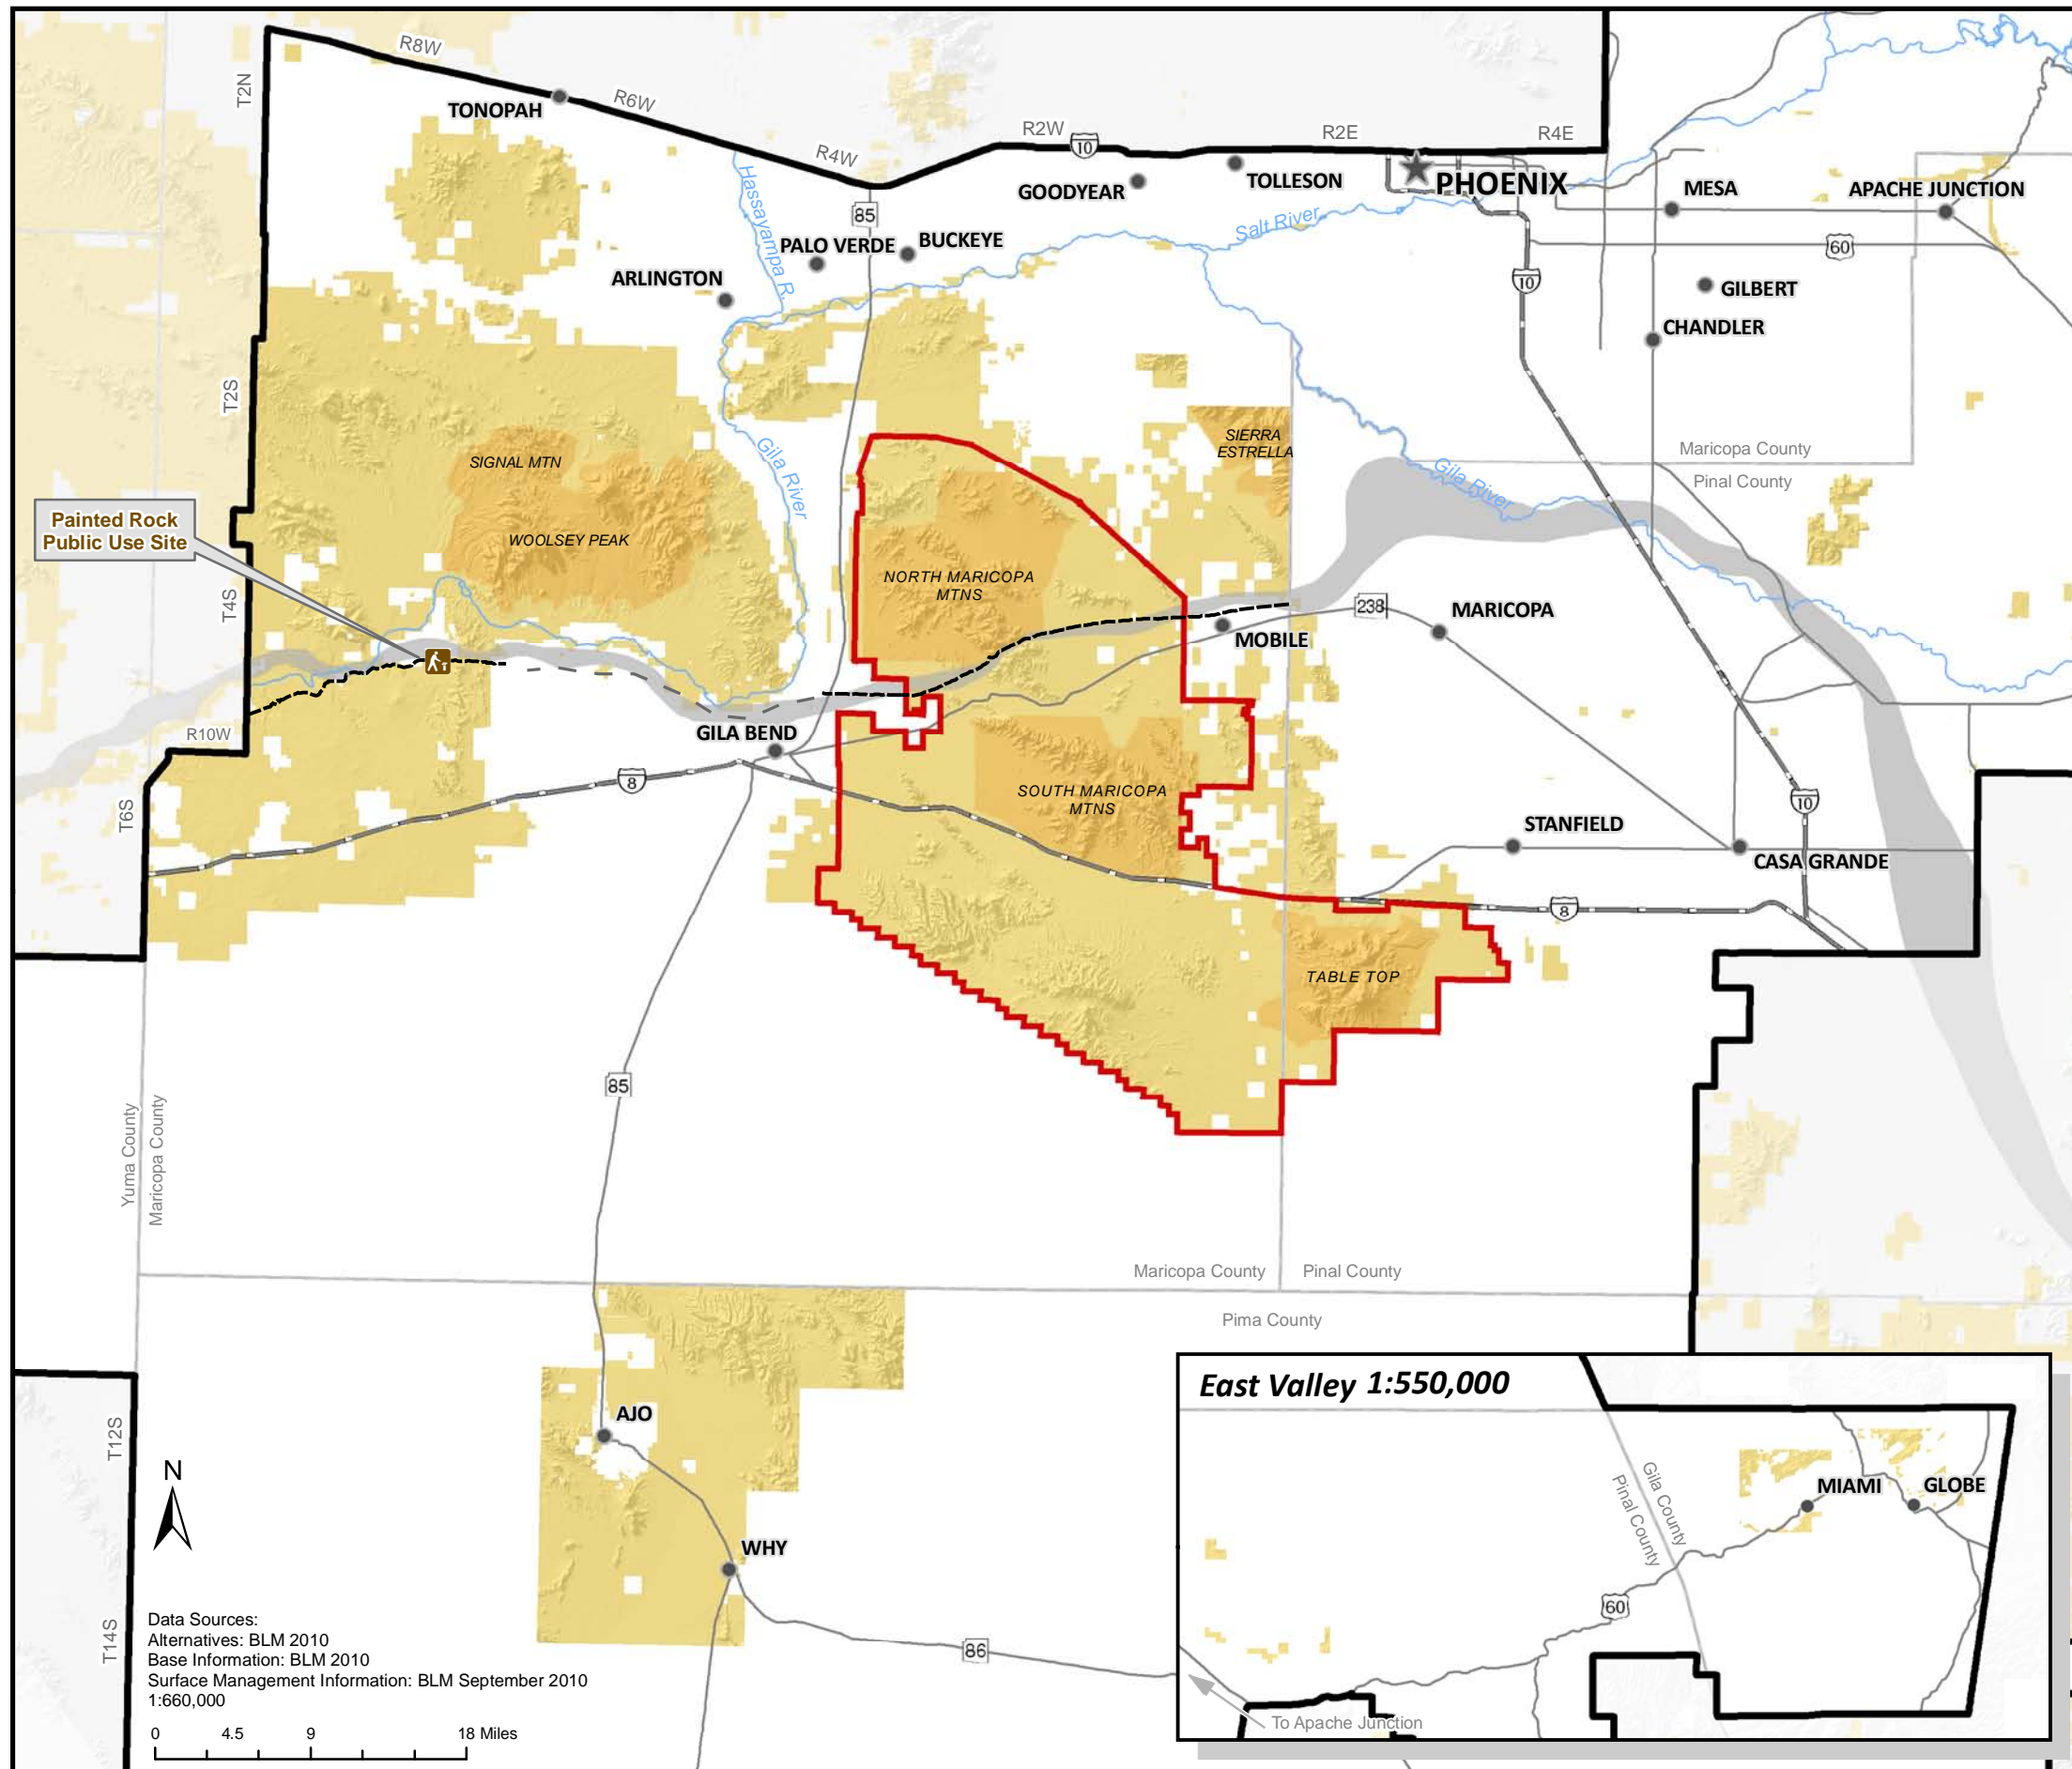 R8W
T2N
TONOPAH
R6W
R4W
R2W
10
R2E
R4E
GOODYEAR
TOLLESON
PHOENIX
MESA
APACHE JUNCTION
Hassayampa R.
85
Salt River
PALO VERDE
BUCKEYE
60
ARLINGTON
10
GILBERT
CHANDLER
T2S
SIGNAL MTN
Gila River
SIERRA
ESTRELLA
Maricopa County
Pinal County
Gila River
Painted Rock
Public Use Site
WOOLSEY PEAK
NORTH MARICOPA
MTNS
T4S
238
MARICOPA
MOBILE
R10W
GILA BEND
8
T6S
SOUTH MARICOPA
MTNS
10
STANFIELD
CASA GRANDE
8
TABLE TOP
85
Yuma County
Maricopa County
Maricopa County
Pinal County
Pima County
AJO
T12S
N
WHY
T14S
86
Data Sources:
Alternatives: BLM 2010
Base Information: BLM 2010
Surface Management Information: BLM September 2010
1:660,000
0 4.5 9 18 Miles
East Valley 1:550,000
Gila County
Pinal County
MIAMI
GLOBE
60
To Apache Junction